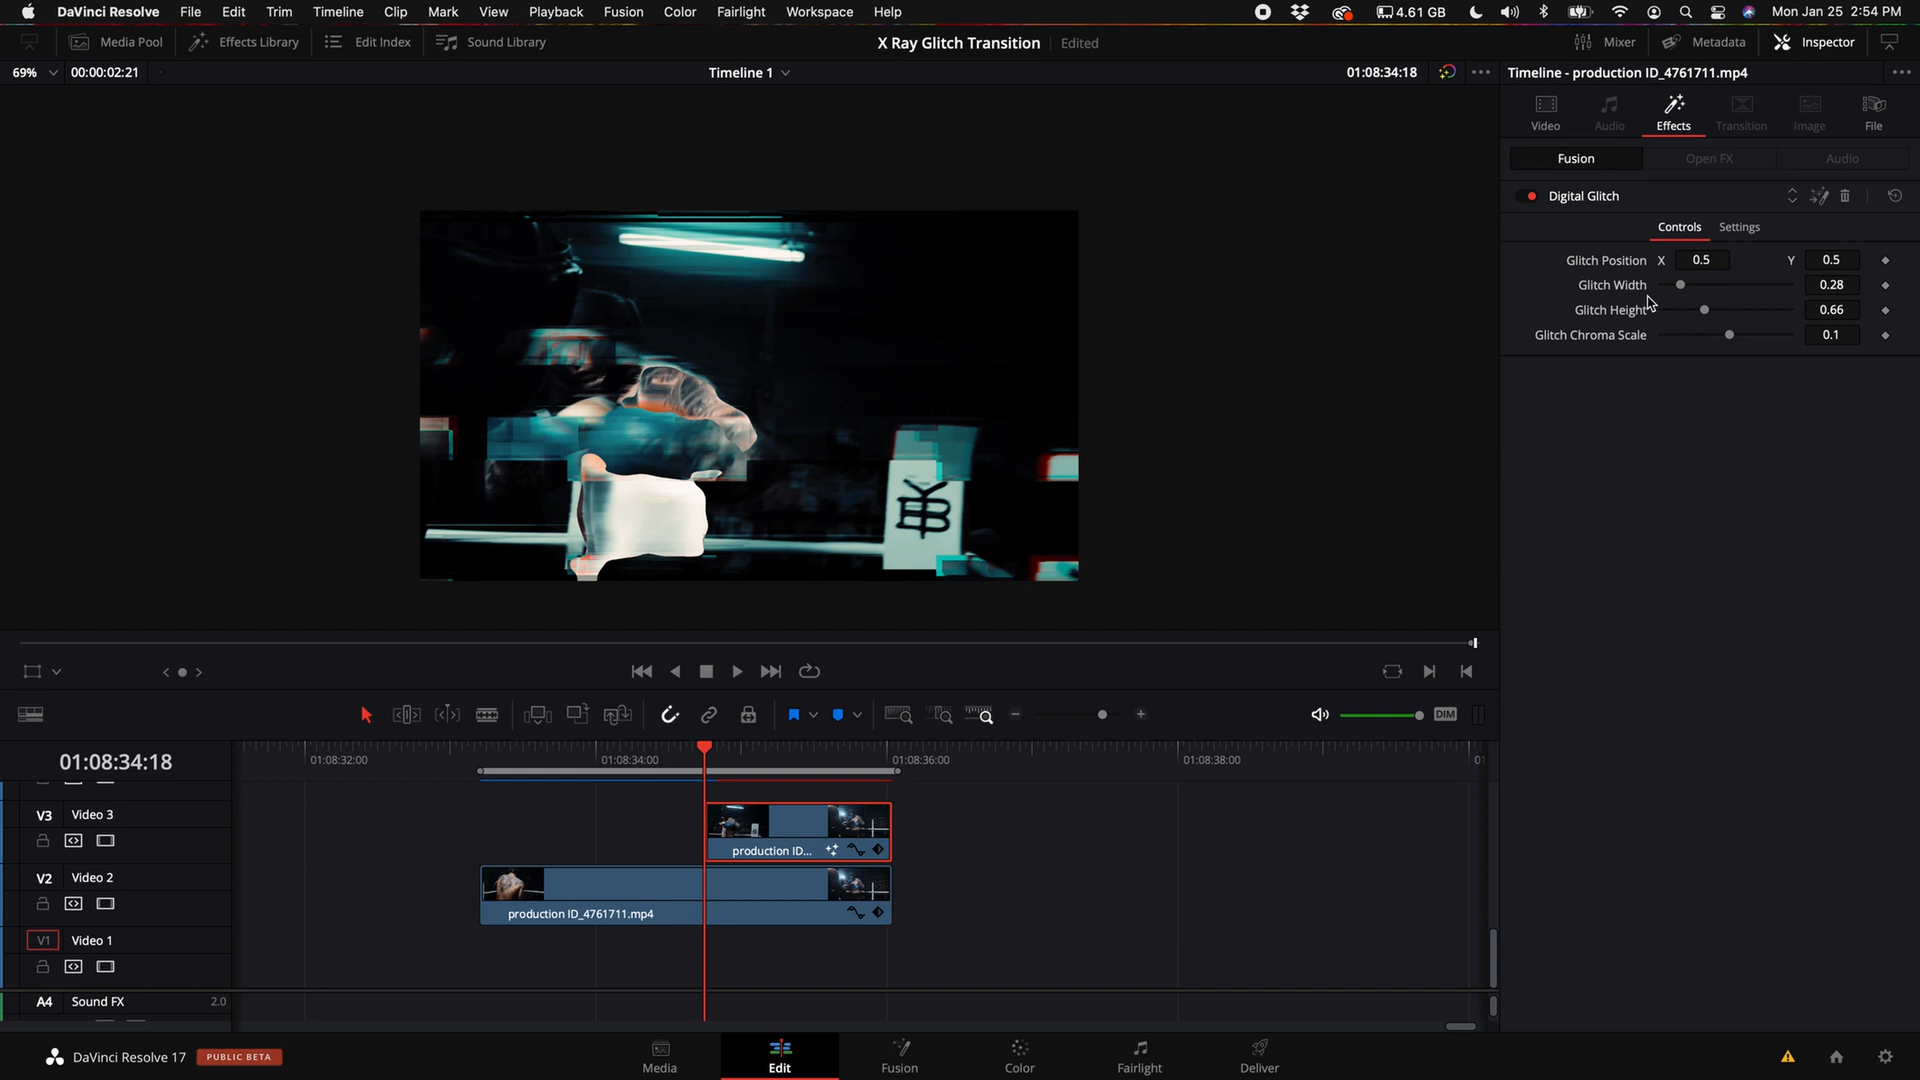 DaVinci Resolve File Edit Trim Timeline Clip Mark View Playback Fusion Color Fairlight Workspace Help 4.61 GB Mon Jan 25 2:54 PM
Media Pool Effects Library Edit Index Sound Library X Ray Glitch Transition Edited Mixer Metadata Inspector
69% 00:00:02:21 Timeline 1 01:08:34:18 Timeline - production ID_4761711.mp4
Video Audio Effects Transition Image File
Fusion Open FX Audio
Digital Glitch
Controls Settings
Glitch Position X 0.5 Y 0.5
Glitch Width 0.28
Glitch Height 0.66
Glitch Chroma Scale 0.1
DIM
01:08:34:18 01:08:32:00 01:08:34:00 01:08:36:00 01:08:38:00
V3 Video 3
production ID...
V2 Video 2
production ID_4761711.mp4
V1 Video 1
A4 Sound FX 2.0
DaVinci Resolve 17 PUBLIC BETA
Media Edit Fusion Color Fairlight Deliver